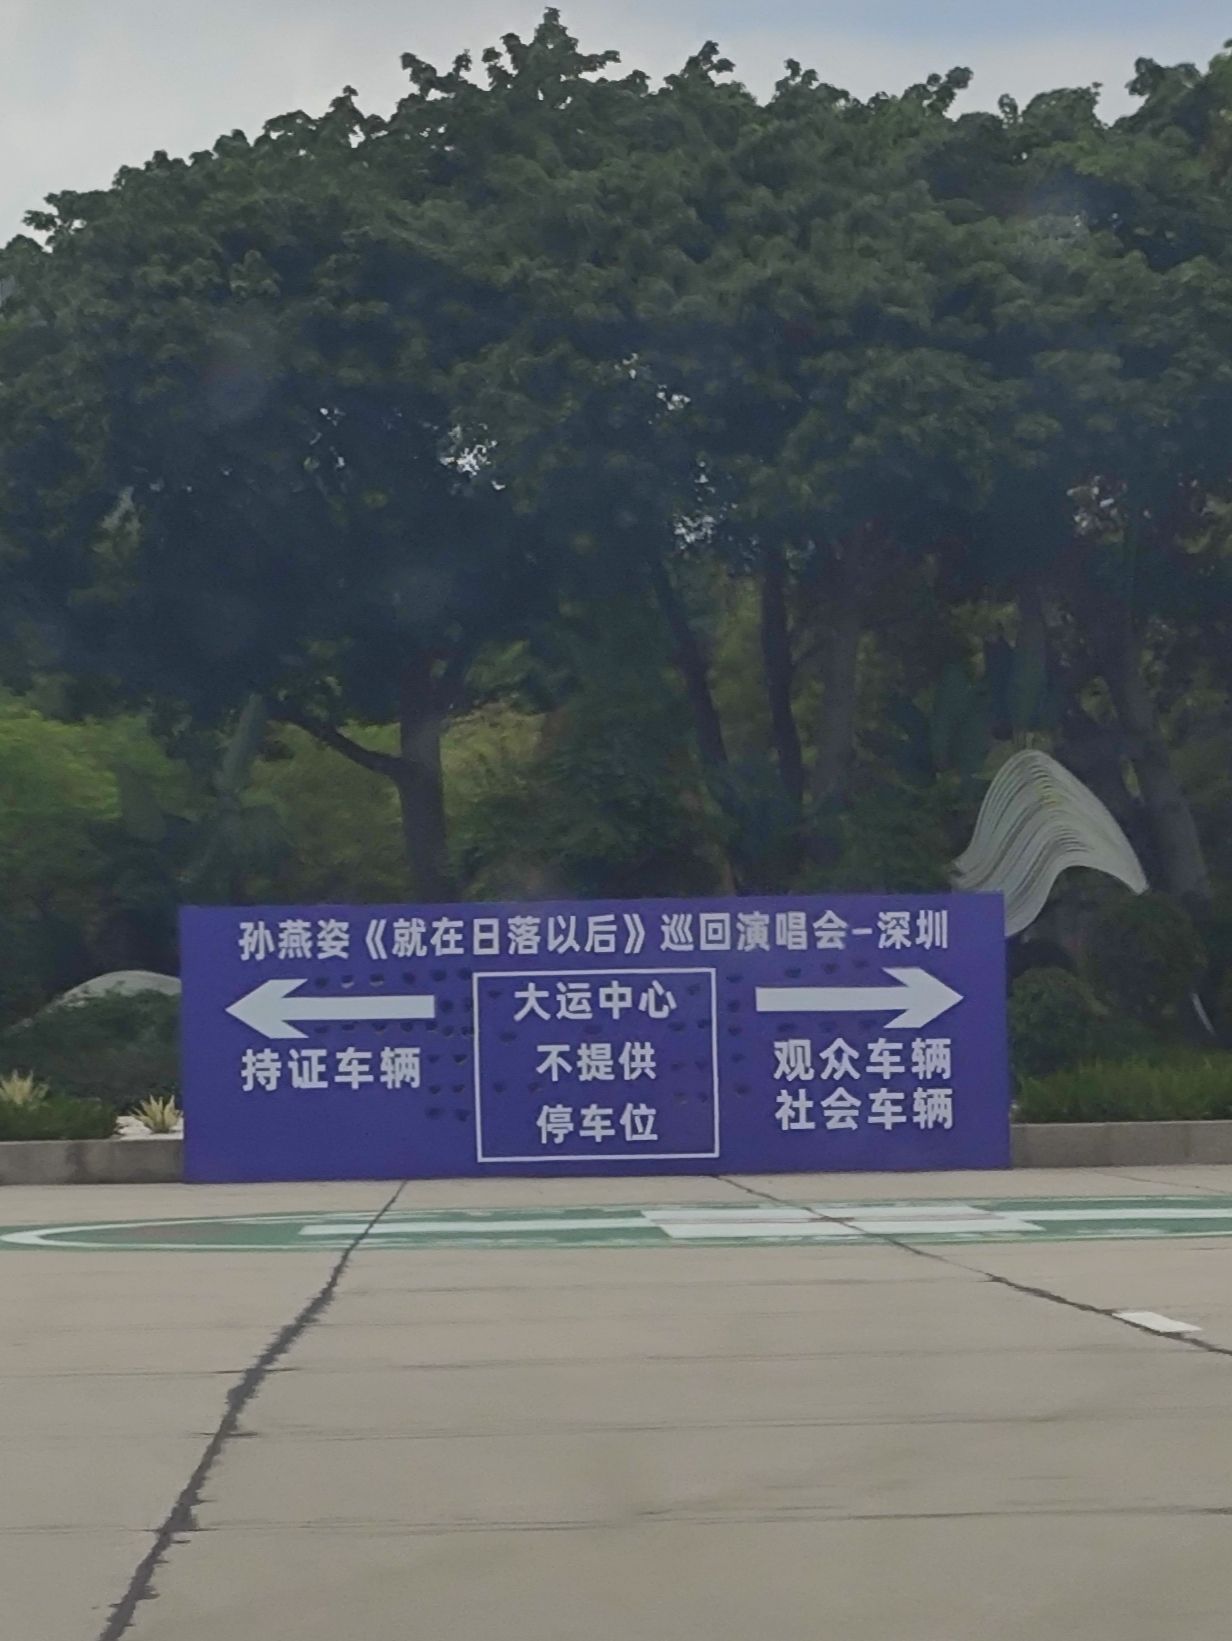 孙燕姿《就在日落以后》巡回演唱会-深圳
持证车辆
大运中心
不提供
停车位
观众车辆
社会车辆